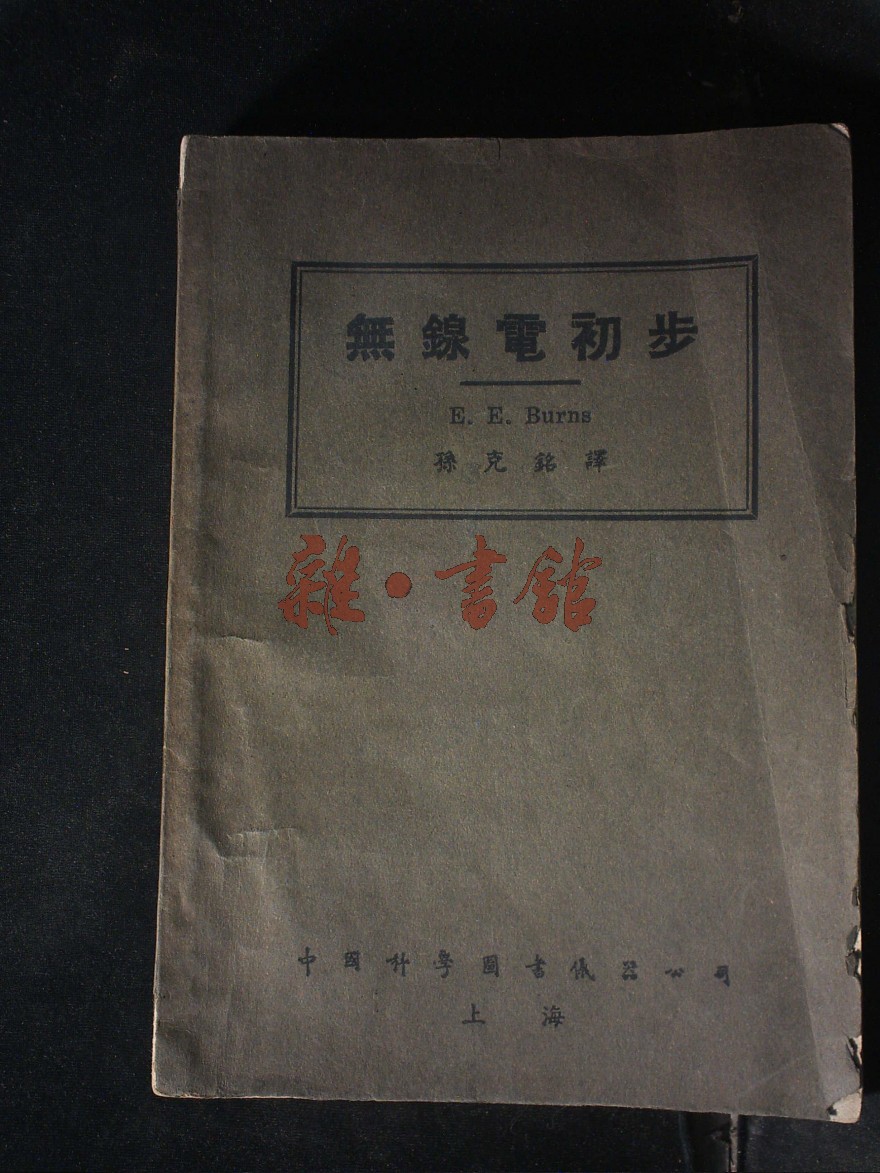 無線電初步
E. E. Burns
孫克銘譯
雜·書館
中國科學圖書儀器公司
上海